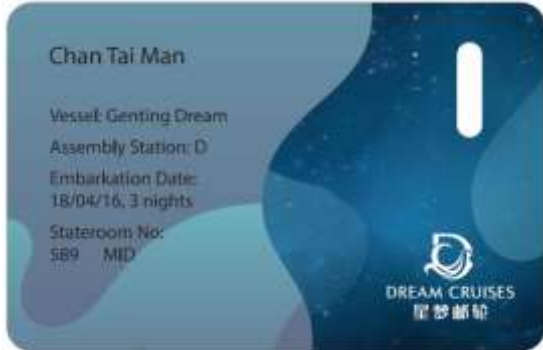 Chan Tai Man
Vessel: Genting Dream
Assembly Station: D
Embarkation Date:
18/04/16, 3 nights
Stateroom No:
589 MID
DREAM CRUISES
星梦邮轮